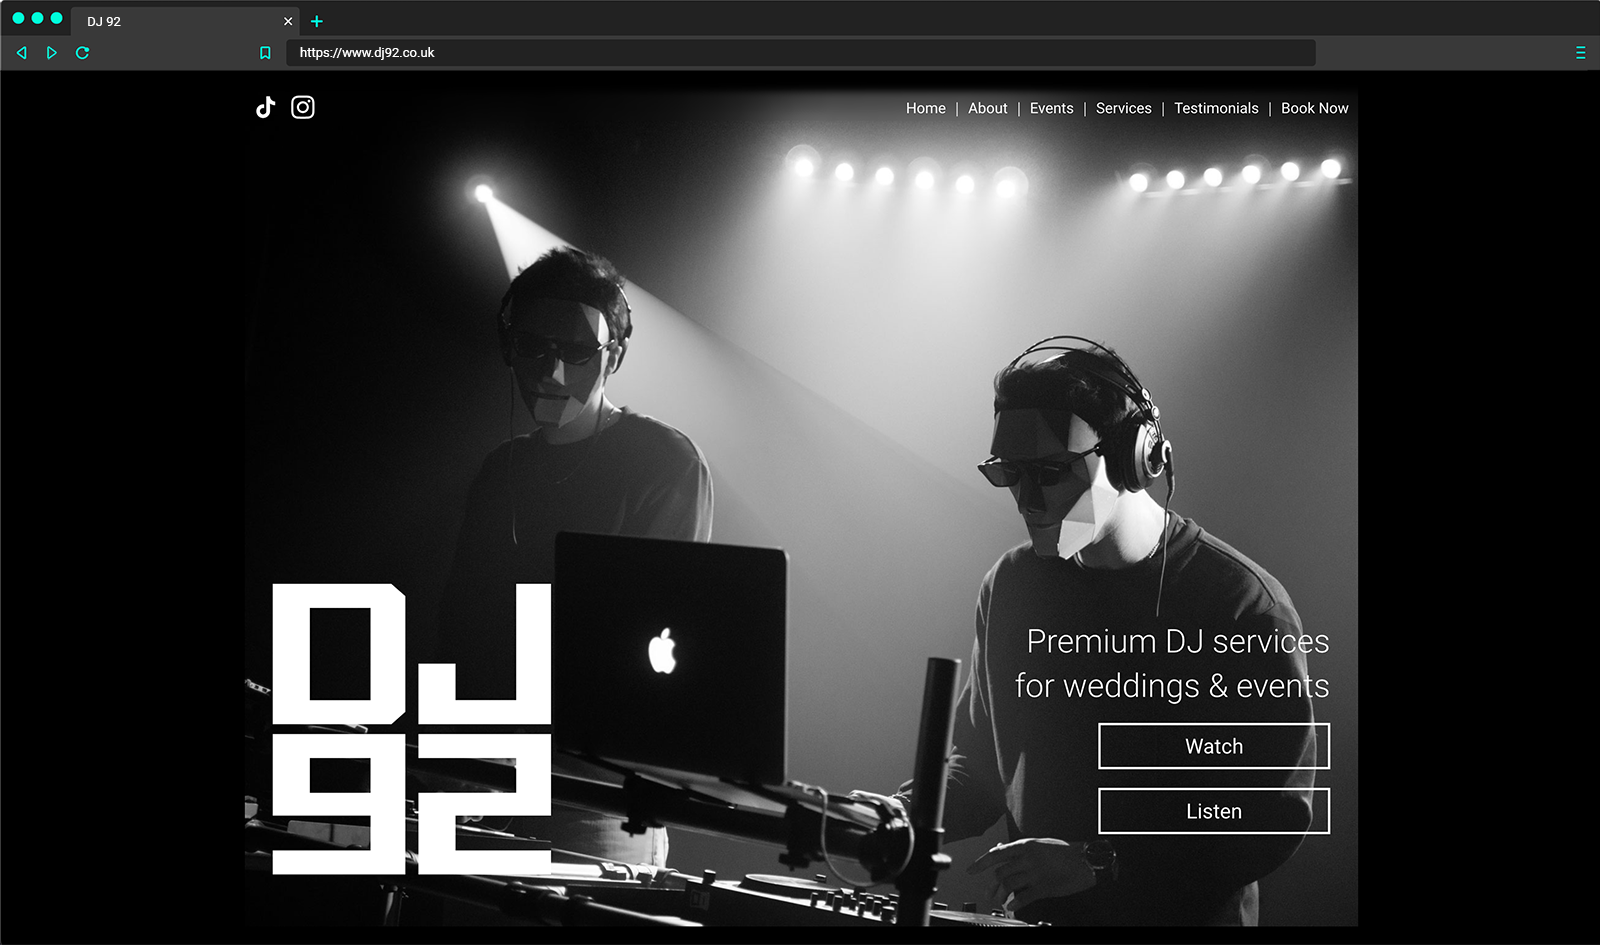 DJ 92
https://www.dj92.co.uk
Home | About | Events | Services | Testimonials | Book Now
DJ
92
Premium DJ services
for weddings & events
Watch
Listen